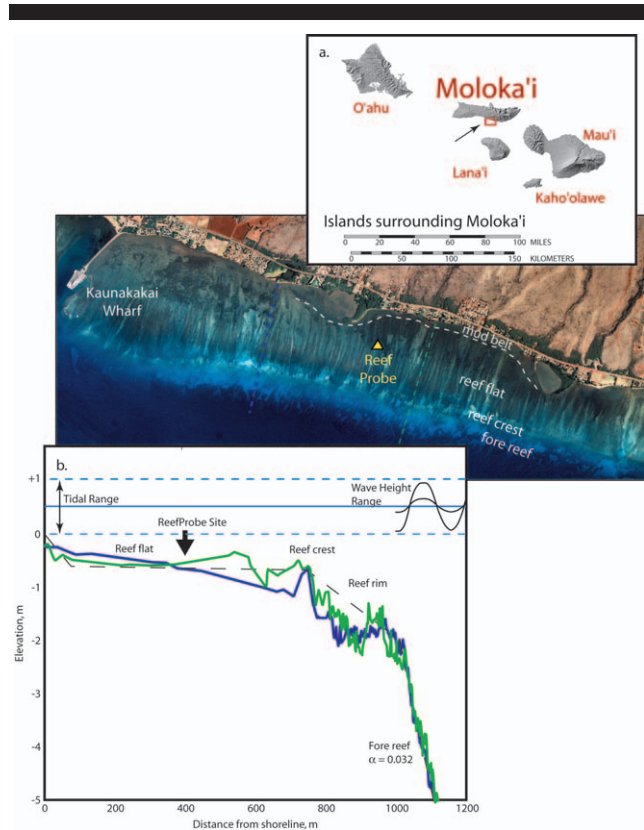 a.
Moloka'i
O'ahu
Mau'i
Lana'i
Kaho'olawe
Islands surrounding Moloka'i
0 20 40 60 80 100 MILES
0 50 100 150 KILOMETERS
Kaunakakai
Wharf
mud belt
Reef
Probe
reef flat
reef crest
fore reef
b.
+1
Tidal Range
Wave Height
Range
ReefProbe Site
0
Reef flat
Reef crest
-1
Reef rim
Elevation, m
-2
-3
-4
Fore reef
α = 0.032
-5
0 200 400 600 800 1000 1200
Distance from shoreline, m